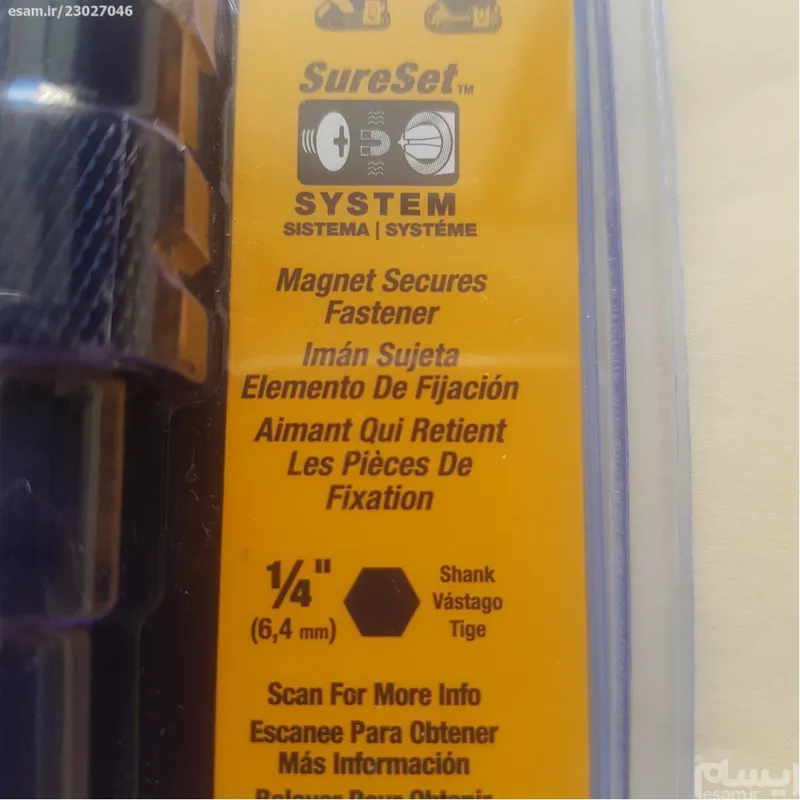 esam.ir/23027046
SureSet™
SYSTEM
SISTEMA | SYSTÉME
Magnet Secures
Fastener
Imán Sujeta
Elemento De Fijación
Aimant Qui Retient
Les Pièces De
Fixation
1/4"
(6,4 mm)
Shank
Vástago
Tige
Scan For More Info
Escanee Para Obtener
Más Información
Pour Obtenir
ایسام
esam.ir